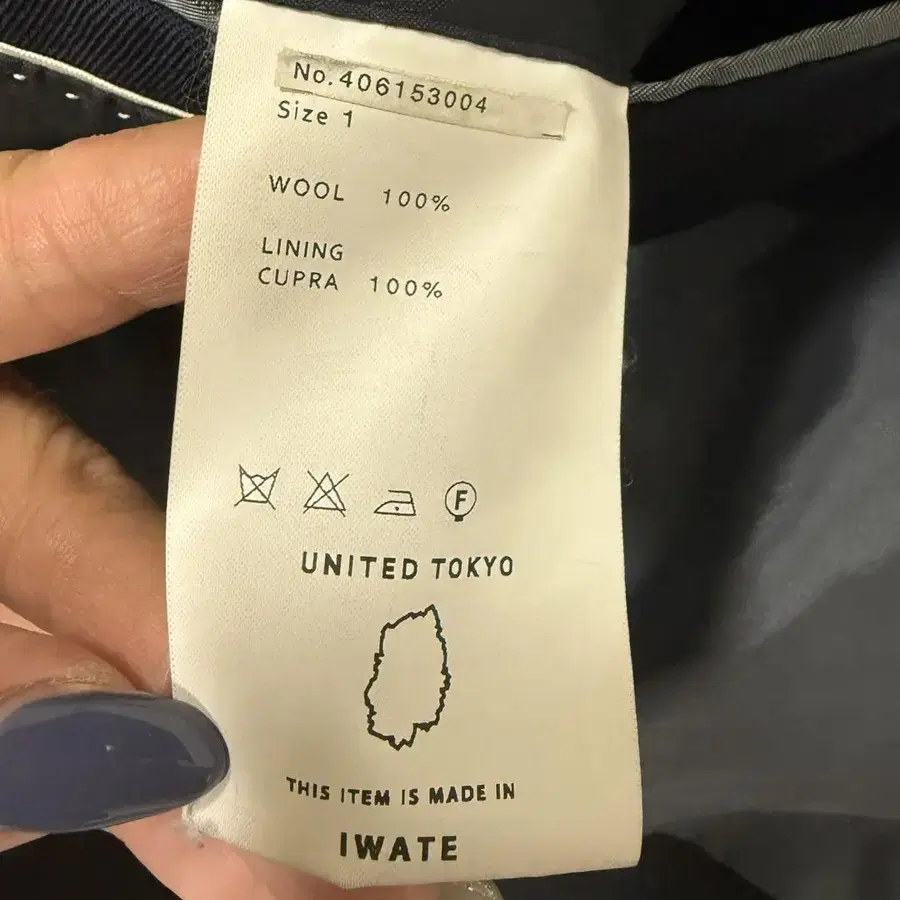 No.406153004
Size 1
WOOL 100%
LINING
CUPRA 100%
F
UNITED TOKYO
THIS ITEM IS MADE IN
IWATE